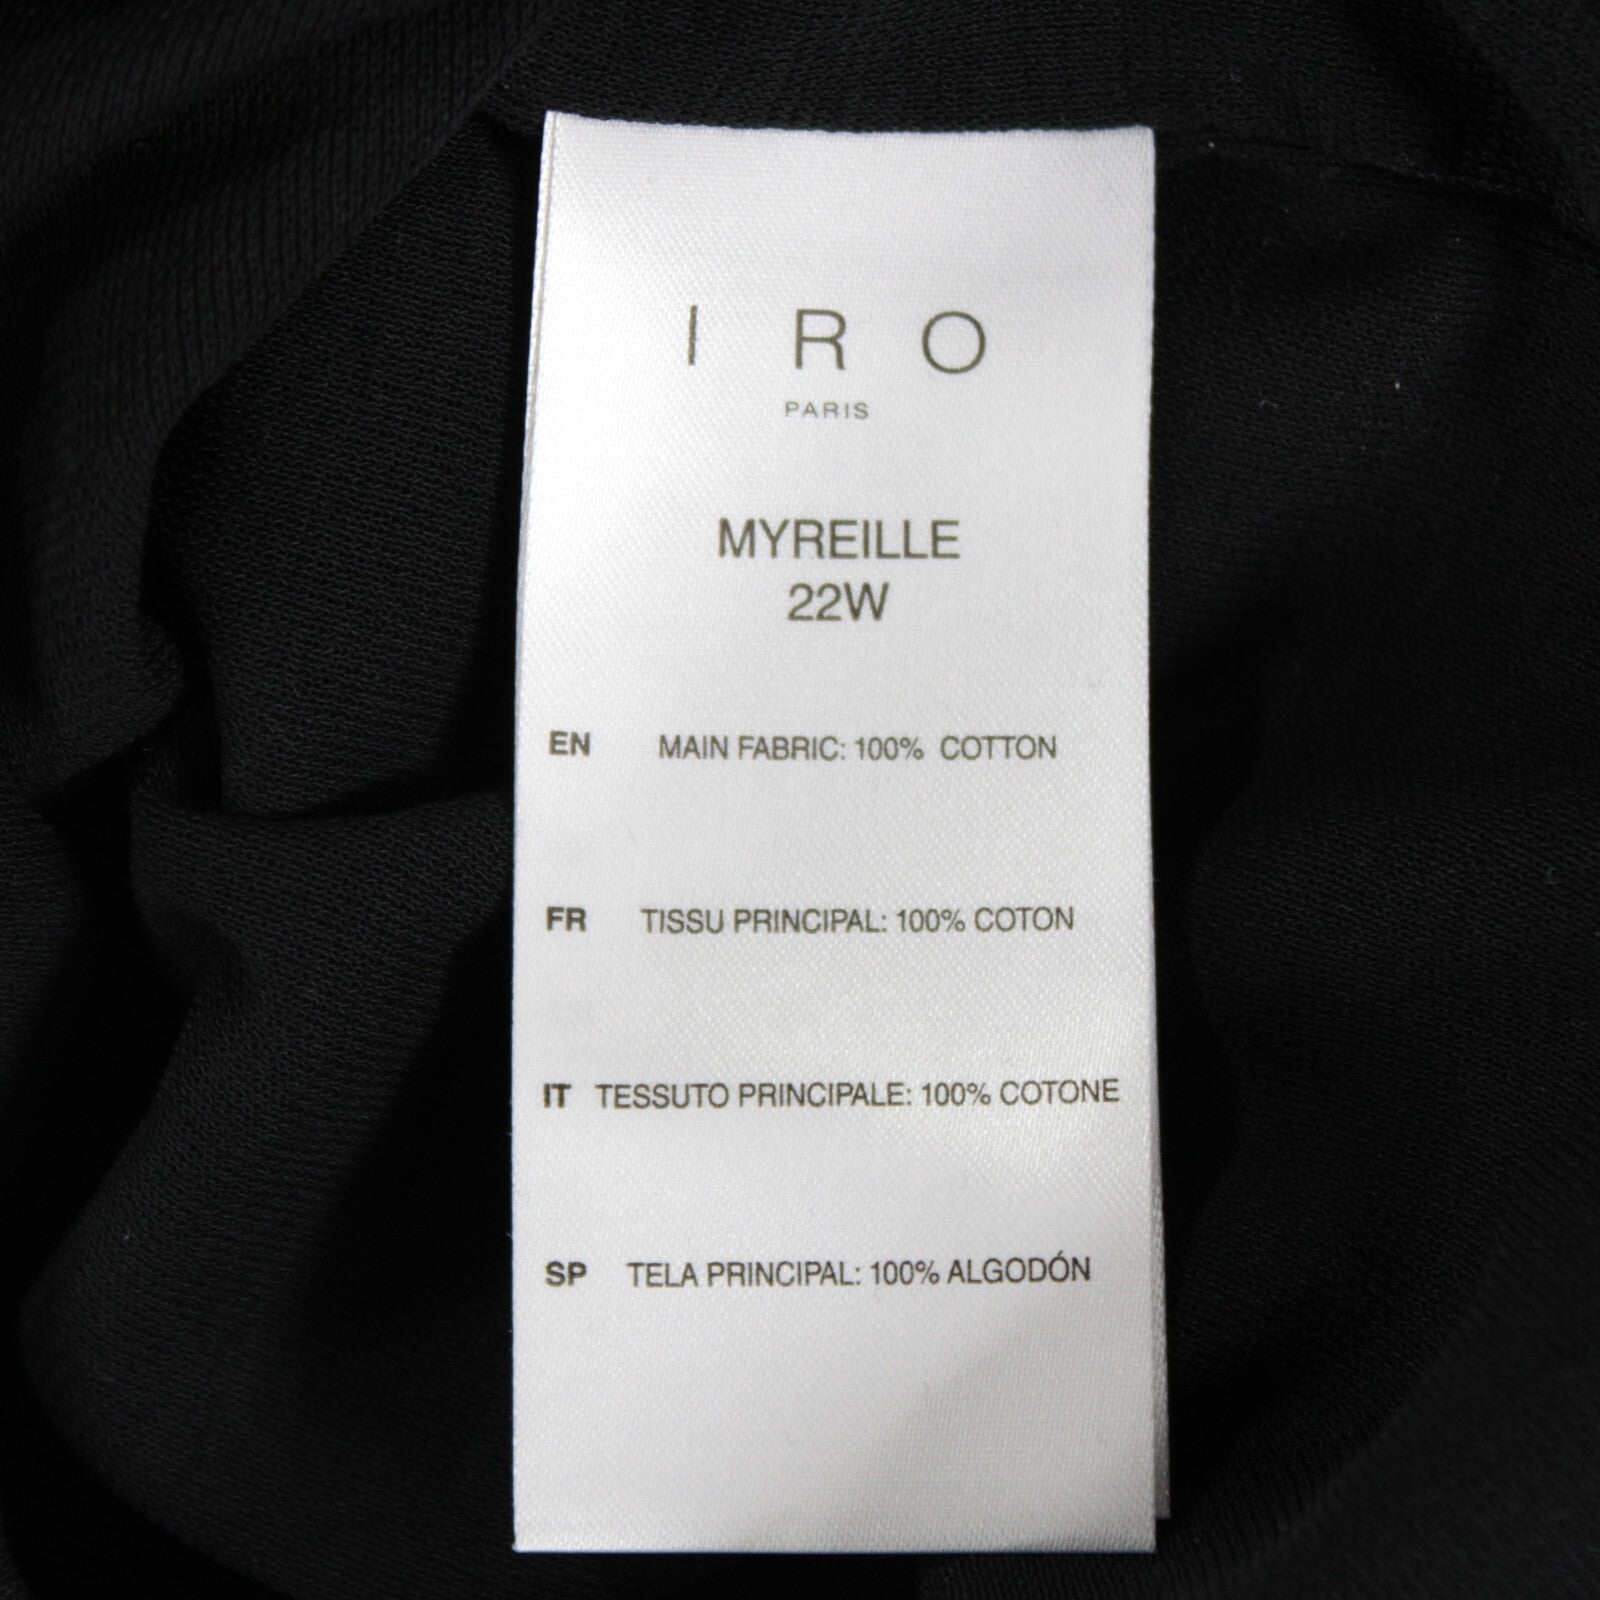 IRO
PARIS
MYREILLE
22W
EN MAIN FABRIC: 100% COTTON
FR TISSU PRINCIPAL: 100% COTON
IT TESSUTO PRINCIPALE: 100% COTONE
SP TELA PRINCIPAL: 100% ALGODÓN